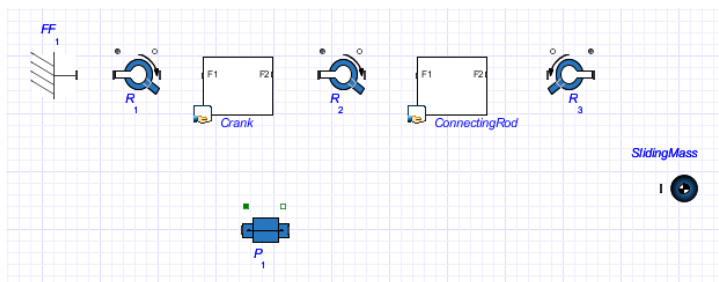 FF
1
F1 F2
F1 F2
R
1
R
2
R
3
Crank
ConnectingRod
SlidingMass
P
1